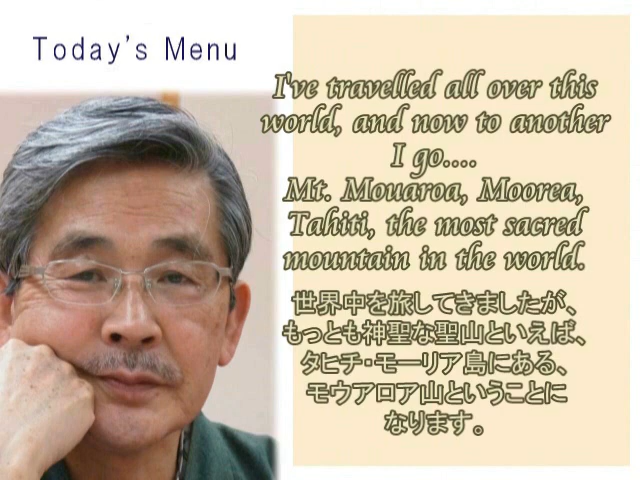 Today's Menu
I've travelled all over this
world, and now to another
I go....
Mt. Mouaroa, Moorea,
Tahiti, the most sacred
mountain in the world.
世界中を旅してきましたが、
もっとも神聖な聖山といえば、
タヒチ・モーリア島にある、
モウアロア山ということに
なります。